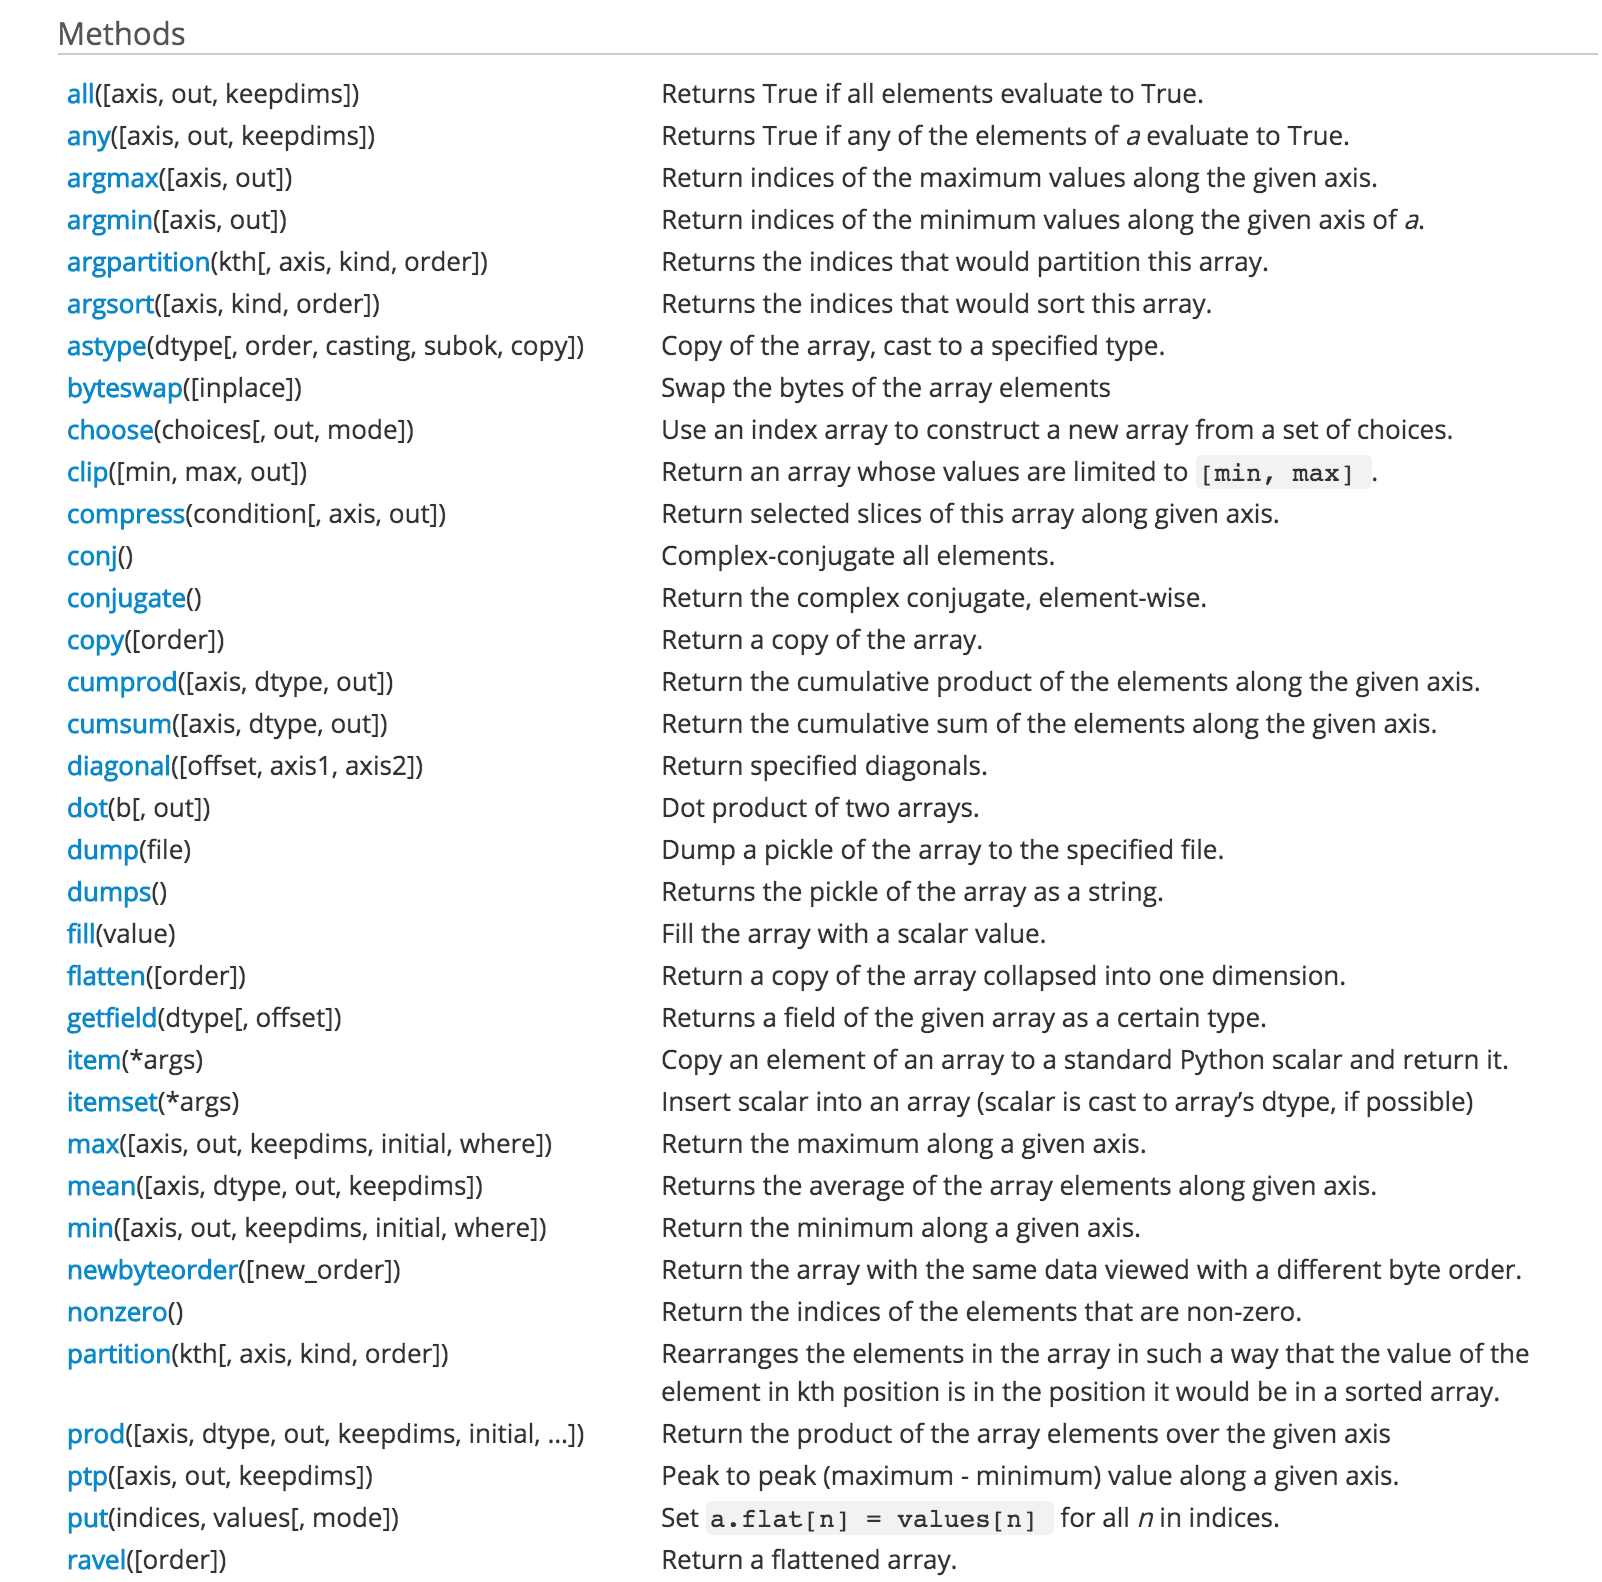 Methods
all([axis, out, keepdims]) Returns True if all elements evaluate to True.
any([axis, out, keepdims]) Returns True if any of the elements of a evaluate to True.
argmax([axis, out]) Return indices of the maximum values along the given axis.
argmin([axis, out]) Return indices of the minimum values along the given axis of a.
argpartition(kth[, axis, kind, order]) Returns the indices that would partition this array.
argsort([axis, kind, order]) Returns the indices that would sort this array.
astype(dtype[, order, casting, subok, copy]) Copy of the array, cast to a specified type.
byteswap([inplace]) Swap the bytes of the array elements
choose(choices[, out, mode]) Use an index array to construct a new array from a set of choices.
clip([min, max, out]) Return an array whose values are limited to [min, max] .
compress(condition[, axis, out]) Return selected slices of this array along given axis.
conj() Complex-conjugate all elements.
conjugate() Return the complex conjugate, element-wise.
copy([order]) Return a copy of the array.
cumprod([axis, dtype, out]) Return the cumulative product of the elements along the given axis.
cumsum([axis, dtype, out]) Return the cumulative sum of the elements along the given axis.
diagonal([offset, axis1, axis2]) Return specified diagonals.
dot(b[, out]) Dot product of two arrays.
dump(file) Dump a pickle of the array to the specified file.
dumps() Returns the pickle of the array as a string.
fill(value) Fill the array with a scalar value.
flatten([order]) Return a copy of the array collapsed into one dimension.
getfield(dtype[, offset]) Returns a field of the given array as a certain type.
item(*args) Copy an element of an array to a standard Python scalar and return it.
itemset(*args) Insert scalar into an array (scalar is cast to array’s dtype, if possible)
max([axis, out, keepdims, initial, where]) Return the maximum along a given axis.
mean([axis, dtype, out, keepdims]) Returns the average of the array elements along given axis.
min([axis, out, keepdims, initial, where]) Return the minimum along a given axis.
newbyteorder([new_order]) Return the array with the same data viewed with a different byte order.
nonzero() Return the indices of the elements that are non-zero.
partition(kth[, axis, kind, order]) Rearranges the elements in the array in such a way that the value of the
element in kth position is in the position it would be in a sorted array.
prod([axis, dtype, out, keepdims, initial, …]) Return the product of the array elements over the given axis
ptp([axis, out, keepdims]) Peak to peak (maximum - minimum) value along a given axis.
put(indices, values[, mode]) Set a.flat[n] = values[n] for all n in indices.
ravel([order]) Return a flattened array.